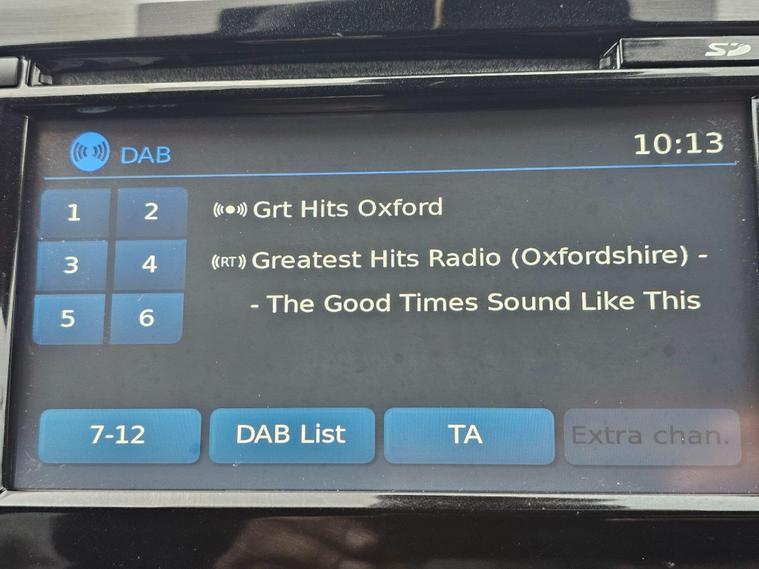 SD
DAB
10:13
1 2
Grt Hits Oxford
3 4
RT Greatest Hits Radio (Oxfordshire) -
- The Good Times Sound Like This
5 6
7-12
DAB List
TA
Extra chan.